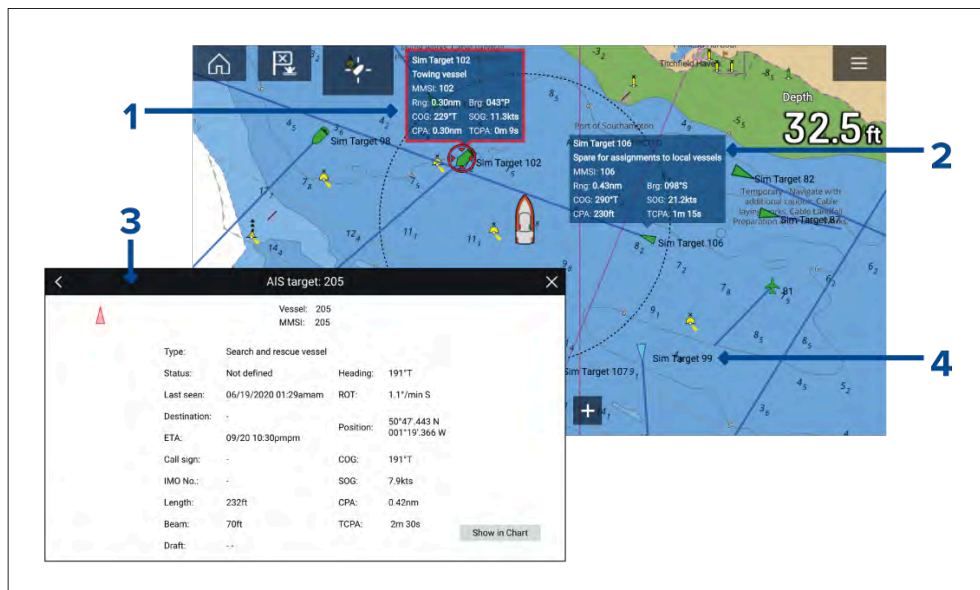 Titchfield Haven
Depth
32.5 ft
1
Sim Target 102
Towing vessel
MMSI: 102
Rng: 0.30nm Brg: 043°P
COG: 229°T SOG: 11.3kts
CPA: 0.30nm TCPA: 0m 9s
Port of Southampton
2
Sim Target 106
Spare for assignments to local vessels
MMSI: 106
Rng: 0.43nm Brg: 098°S
COG: 290°T SOG: 21.2kts
CPA: 230ft TCPA: 1m 15s
Sim Target 98
Sim Target 102
Sim Target 82
Temporary - Navigate with
additional caution. Cable
Sim Target 87
Preparation
Sim Target 106
81
3
AIS target: 205
Vessel: 205
MMSI: 205
Type: Search and rescue vessel
Status: Not defined Heading: 191°T
Last seen: 06/19/2020 01:29amam ROT: 1.1°/min S
Destination: - Position: 50°47'.443 N
001°19'.366 W
ETA: 09/20 10:30pmpm
Call sign: - COG: 191°T
IMO No.: - SOG: 7.9kts
Length: 232ft CPA: 0.42nm
Beam: 70ft TCPA: 2m 30s
Draft: --
Show in Chart
Sim Target 99
4
Sim Target 107